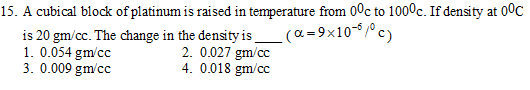 15. A cubical block of platinum is raised in temperature from 0⁰c to 100⁰c. If density at 0⁰C
is 20 gm/cc. The change in the density is ____ (α=9×10⁻⁶/⁰c)
1. 0.054 gm/cc 2. 0.027 gm/cc
3. 0.009 gm/cc 4. 0.018 gm/cc